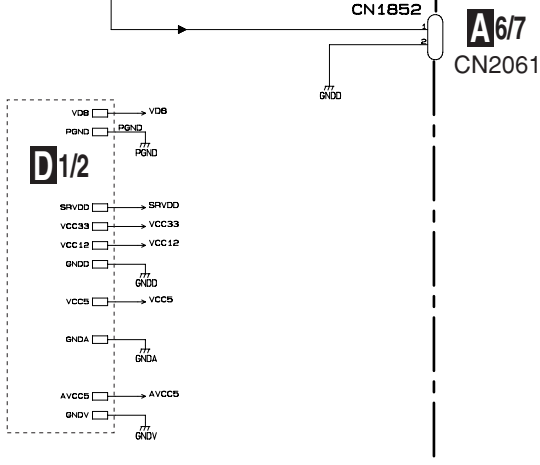 CN1852
1
2
A 6/7
CN2061
GNDD
VD8 VD8
PGND PGND
PGND
D 1/2
SRVDD SRVDD
VCC33 VCC33
VCC12 VCC12
GNDD
GNDD
VCC5 VCC5
GNDA
GNDA
AVCC5 AVCC5
GNDV
GNDV